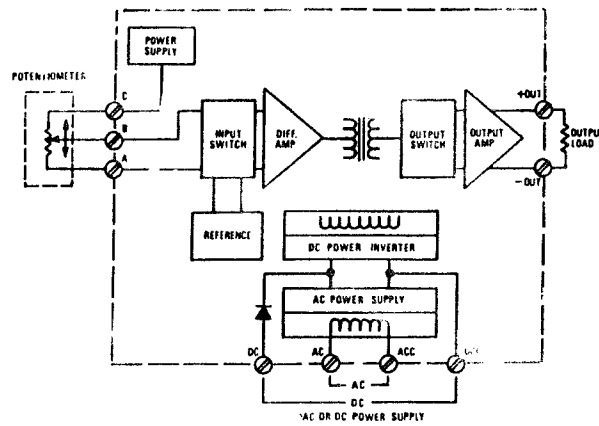 POWER
SUPPLY
POTENTIOMETER
C
B
A
INPUT
SWITCH
DIFF.
AMP
OUTPUT
SWITCH
OUTPUT
AMP
+OUT
-OUT
OUTPUT
LOAD
REFERENCE
DC POWER INVERTER
AC POWER SUPPLY
DC
AC
ACC
AC
DC
AC OR DC POWER SUPPLY